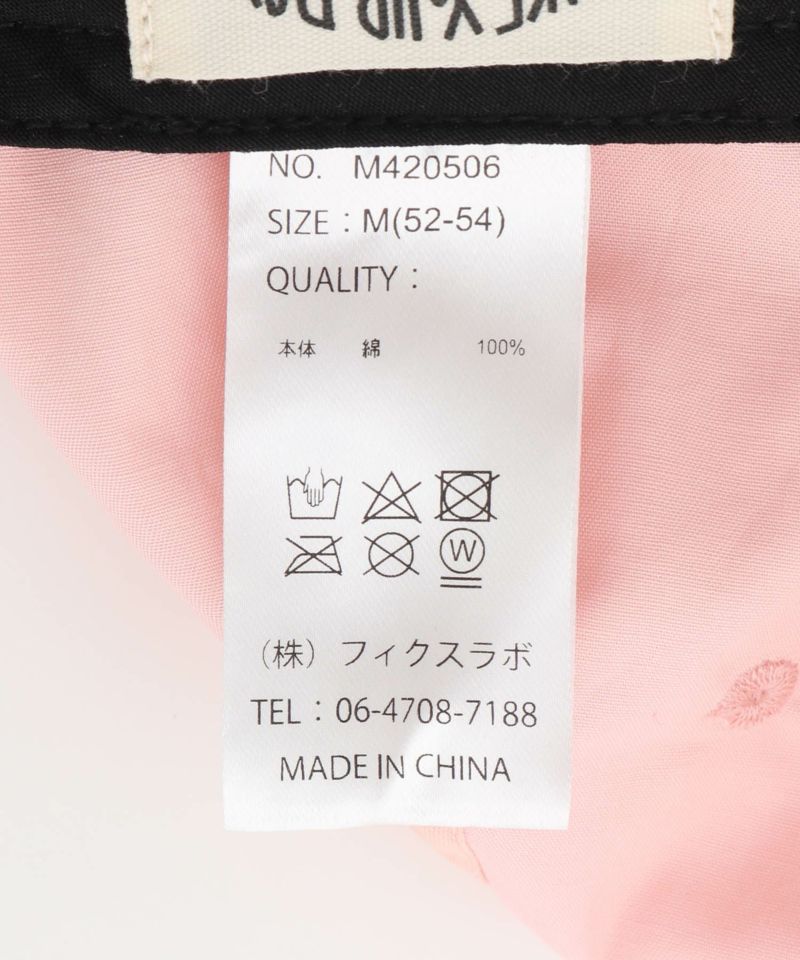 NO. M420506
SIZE : M(52-54)
QUALITY :
本体 綿 100%
W
(株) フィクスラボ
TEL : 06-4708-7188
MADE IN CHINA